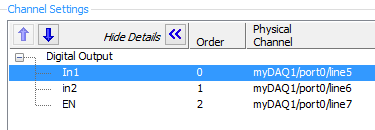 Channel Settings
Hide Details << Order Physical Channel
Digital Output
In1 0 myDAQ1/port0/line5
in2 1 myDAQ1/port0/line6
EN 2 myDAQ1/port0/line7